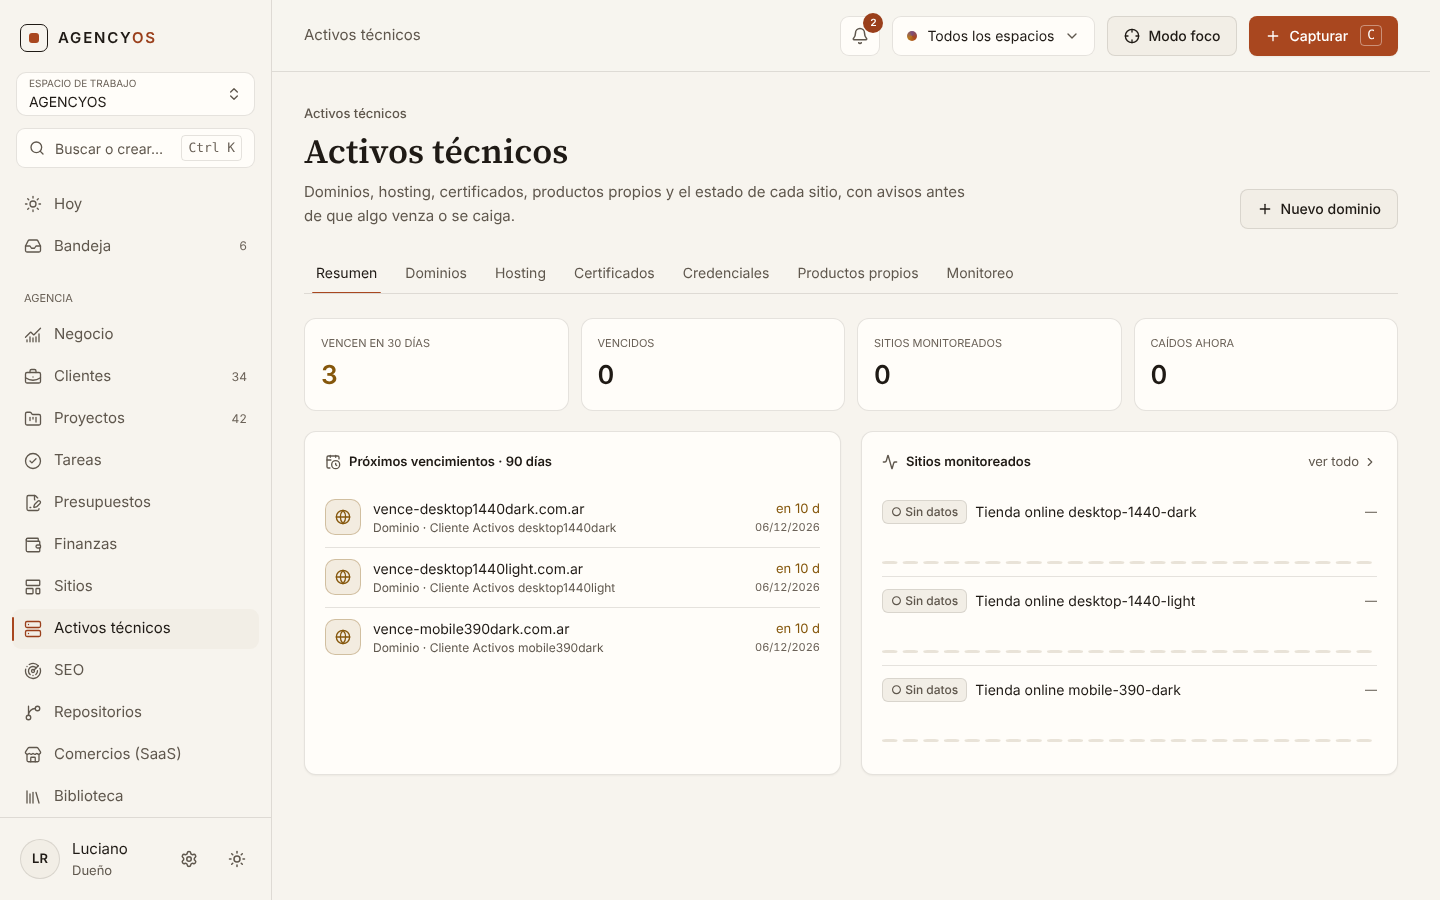 AGENCYOS
ESPACIO DE TRABAJO
AGENCYOS
Buscar o crear... Ctrl K
Hoy
Bandeja 6
AGENCIA
Negocio
Clientes 34
Proyectos 42
Tareas
Presupuestos
Finanzas
Sitios
Activos técnicos
SEO
Repositorios
Comercios (SaaS)
Biblioteca
LR
Luciano
Dueño
Activos técnicos
2
Todos los espacios
Modo foco
Capturar C
Activos técnicos
Activos técnicos
Dominios, hosting, certificados, productos propios y el estado de cada sitio, con avisos antes
de que algo venza o se caiga.
Nuevo dominio
Resumen Dominios Hosting Certificados Credenciales Productos propios Monitoreo
VENCEN EN 30 DÍAS
3
VENCIDOS
0
SITIOS MONITOREADOS
0
CAÍDOS AHORA
0
Próximos vencimientos · 90 días
vence-desktop1440dark.com.ar en 10 d
Dominio · Cliente Activos desktop1440dark 06/12/2026
vence-desktop1440light.com.ar en 10 d
Dominio · Cliente Activos desktop1440light 06/12/2026
vence-mobile390dark.com.ar en 10 d
Dominio · Cliente Activos mobile390dark 06/12/2026
Sitios monitoreados ver todo
Sin datos Tienda online desktop-1440-dark —
Sin datos Tienda online desktop-1440-light —
Sin datos Tienda online mobile-390-dark —